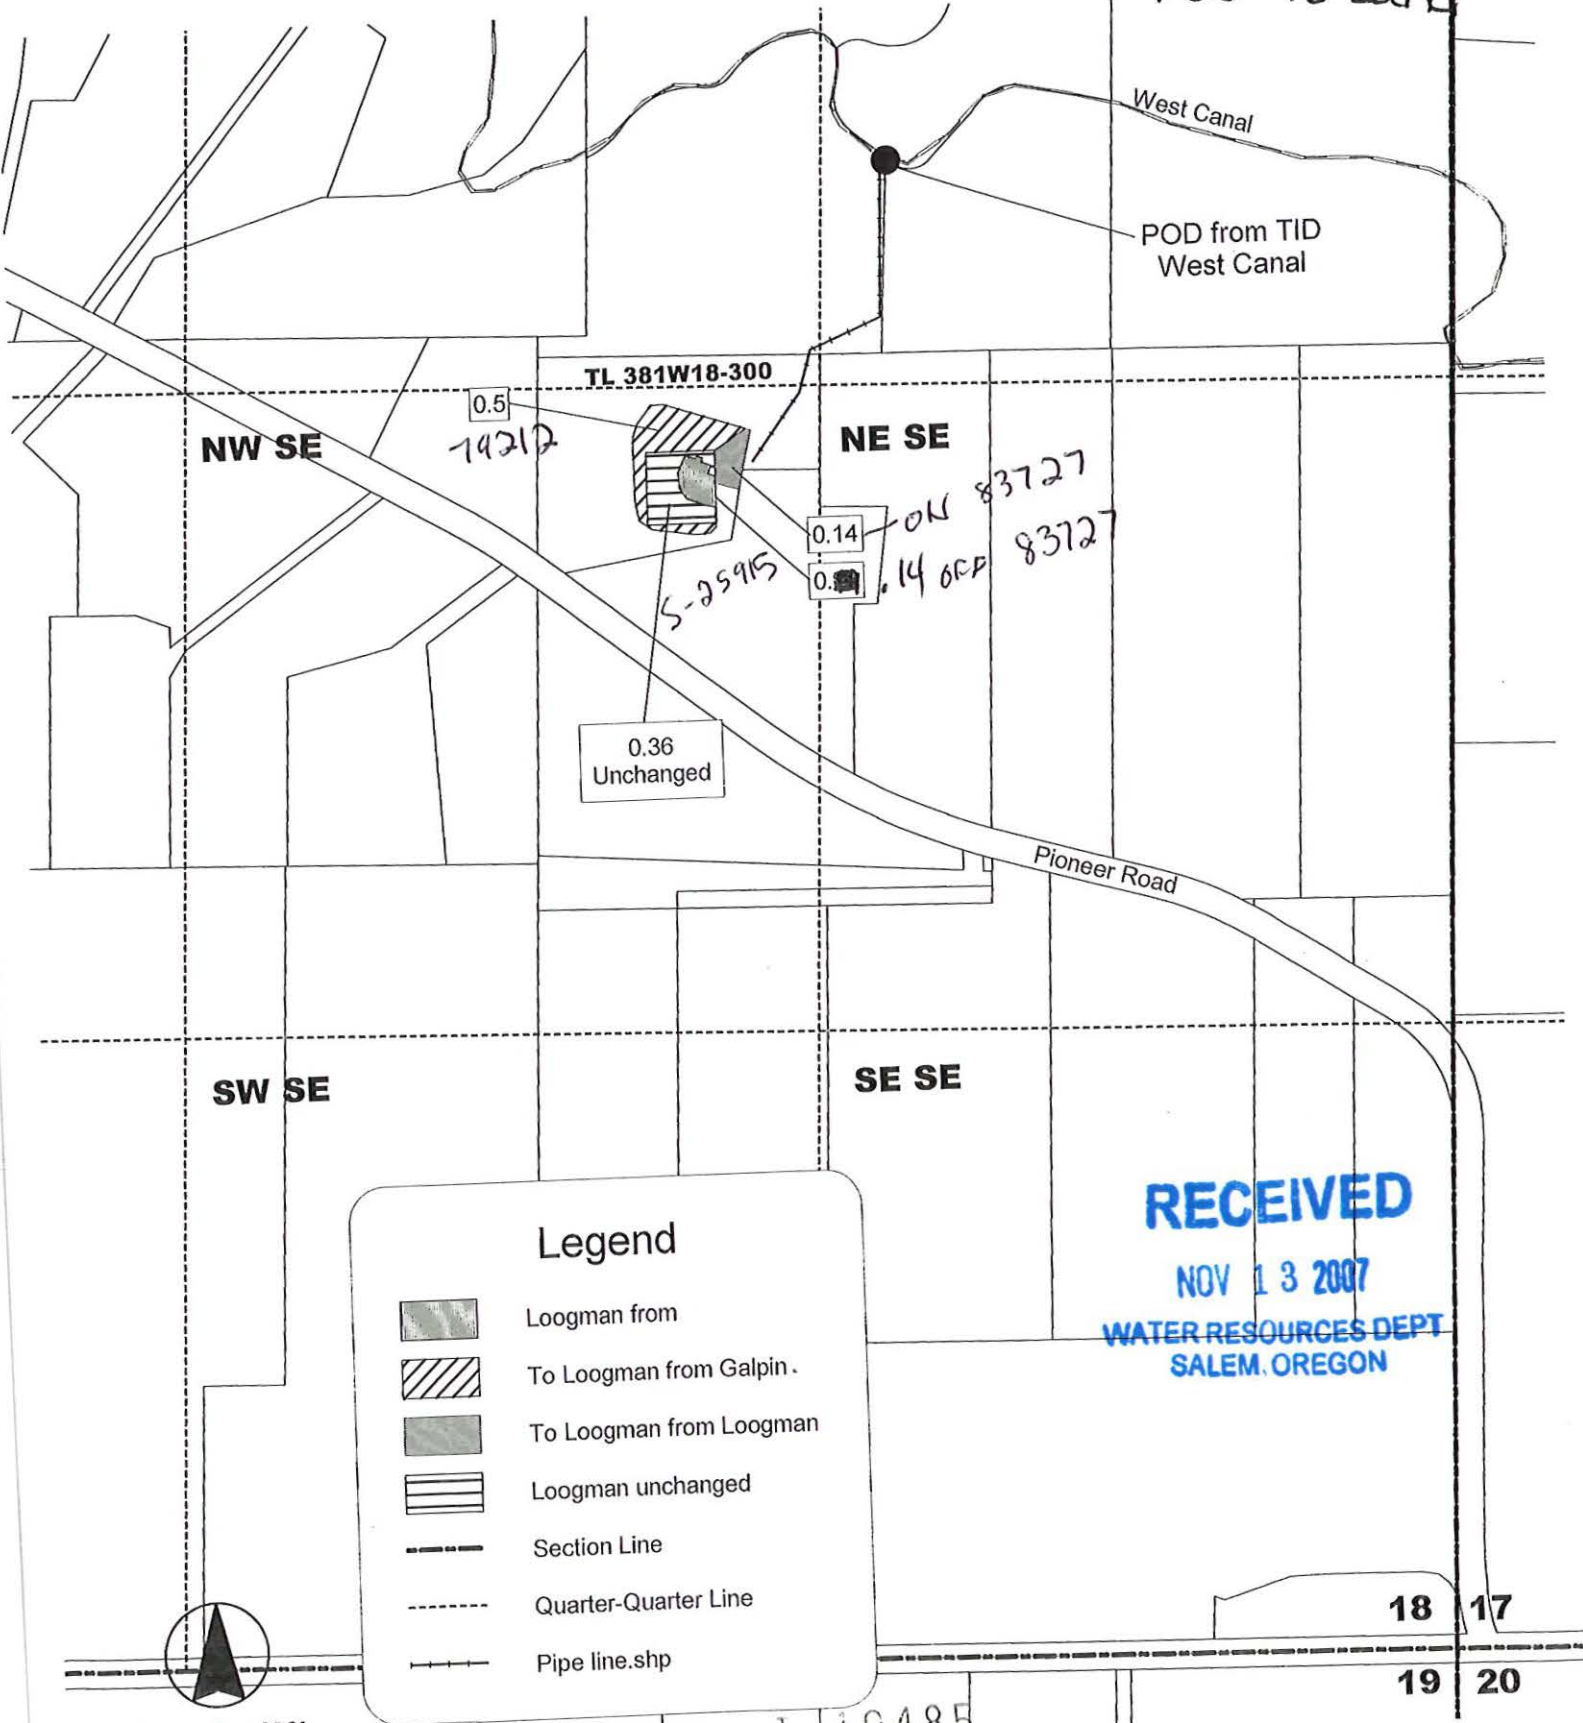 West Canal
POD from TID
West Canal
TL 381W18-300
0.5
79212
NW SE
NE SE
0.14
ON 83727
0.
.14 OFF 83727
S-25915
0.36
Unchanged
Pioneer Road
SW SE
SE SE
RECEIVED
NOV 13 2007
WATER RESOURCES DEPT
SALEM, OREGON
Legend
Loogman from
To Loogman from Galpin.
To Loogman from Loogman
Loogman unchanged
Section Line
Quarter-Quarter Line
Pipe line.shp
18 17
19 20